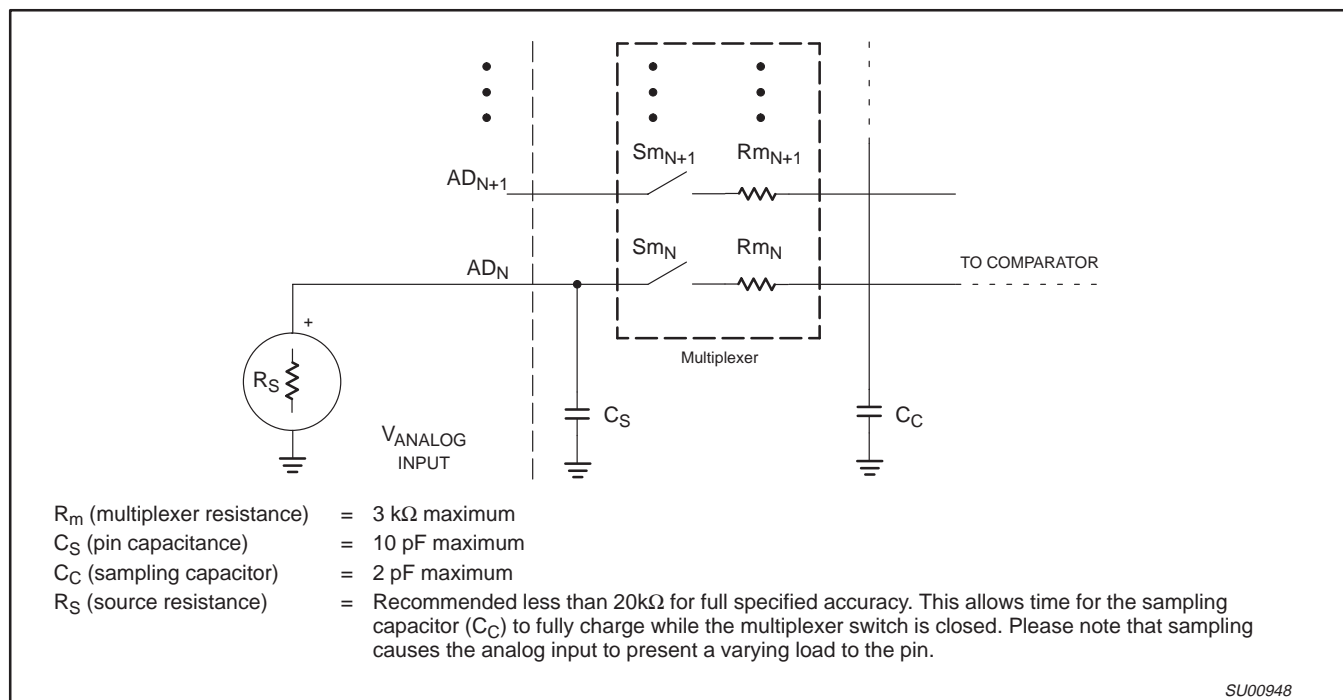 Sm<sub>N+1</sub> Rm<sub>N+1</sub>
AD<sub>N+1</sub>
Sm<sub>N</sub> Rm<sub>N</sub>
AD<sub>N</sub>
TO COMPARATOR
+
Multiplexer
R<sub>S</sub>
C<sub>S</sub> C<sub>C</sub>
V<sub>ANALOG</sub>
INPUT
R<sub>m</sub> (multiplexer resistance) = 3 kΩ maximum
C<sub>S</sub> (pin capacitance) = 10 pF maximum
C<sub>C</sub> (sampling capacitor) = 2 pF maximum
R<sub>S</sub> (source resistance) = Recommended less than 20kΩ for full specified accuracy. This allows time for the sampling
capacitor (C<sub>C</sub>) to fully charge while the multiplexer switch is closed. Please note that sampling
causes the analog input to present a varying load to the pin.
SU00948